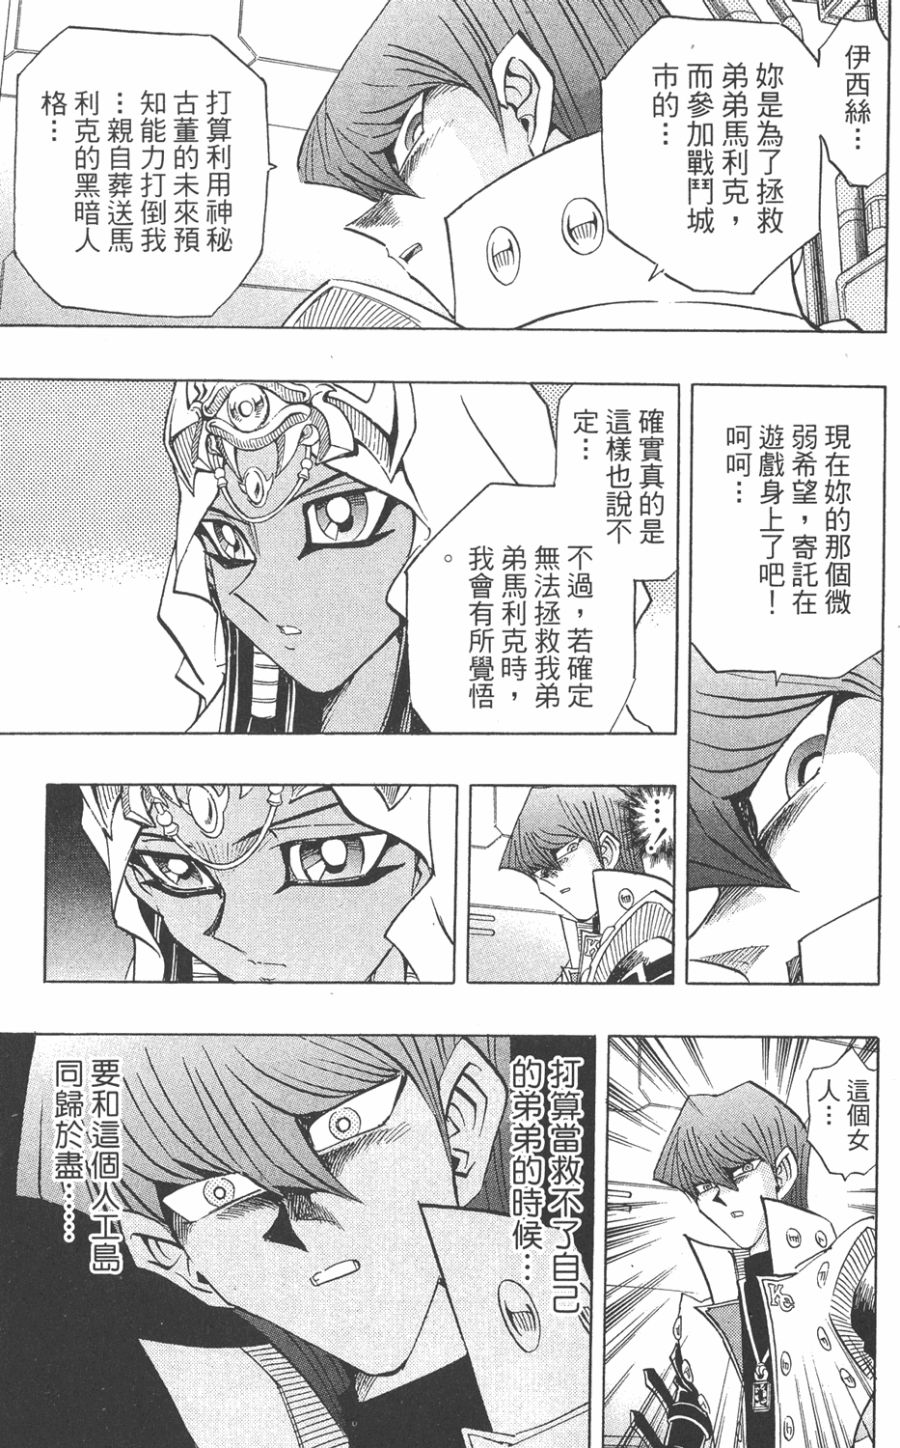 伊西絲…
妳是為了拯救
弟弟馬利克，
而參加戰鬥城
市的…
打算利用神秘
古董的未來預
知能力打倒我
…親自葬送馬
利克的黑暗人
格…
現在妳的那個微
弱希望，寄託在
遊戲身上了吧！
呵呵…
確實真的是
這樣也說不
定…
不過，若確定
無法拯救我弟
弟馬利克時，
我會有所覺悟
。
…！
這個女
人…
打算當救不了自己
的弟弟的時候…
要和這個人工島
同歸於盡……